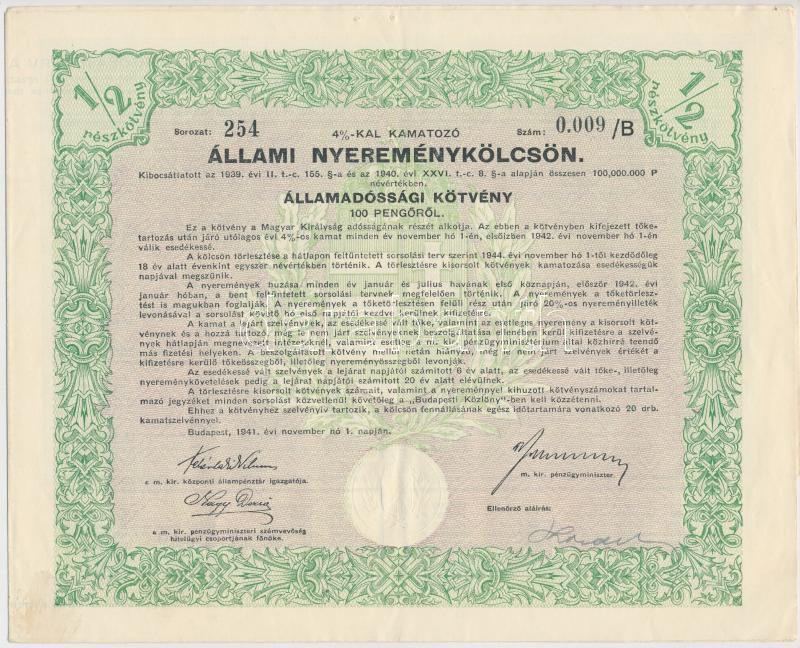 1/2 részkötvény
1/2 részkötvény
Sorozat: 254 4%-KAL KAMATOZÓ Szám: 0.009 /B
ÁLLAMI NYEREMÉNYKÖLCSÖN.
Kibocsáttatott az 1939. évi II. t.-c. 155. §-a és az 1940. évi XXVI. t.-c. 8. §-a alapján összesen 100,000.000 P
névértékben.
ÁLLAMADÓSSÁGI KÖTVÉNY
100 PENGŐRŐL.
Ez a kötvény a Magyar Királyság adósságának részét alkotja. Az ebben a kötvényben kifejezett tőke-
tartozás után járó utólagos évi 4%-os kamat minden év november hó 1-én, elsőízben 1942. évi november hó 1-én
válik esedékessé.
A kölcsön törlesztése a hátlapon feltüntetett sorsolási terv szerint 1944. évi november hó 1-től kezdődőleg
18 év alatt évenkint egyszer névértékben történik. A törlesztésre kisorsolt kötvények kamatozása esedékességük
napjával megszűnik.
A nyeremények húzása minden év január és július havának első köznapján, először 1942. évi
január hóban, a bent feltüntetett sorsolási tervnek megfelelően történik. A nyeremények a tőketörlesz-
tést is magukban foglalják. A nyeremények a tőketörlesztésen felüli rész után járó 20%-os nyereményilleték
levonásával a sorsolást követő hó napjától kezdve kerülnek kifizetésre.
A kamat a lejárt szelvények, az esedékessé vált tőke, valamint az esetleges nyeremény a kisorsolt köt-
vénynek és a hozzá tartozó, még le nem járt szelvényeknek beszolgáltatása ellenében kerül kifizetésre a szelvé-
nyek hátlapján megnevezett intézeteknél, valamint esetleg a m. kir. pénzügyminisztérium által közhírré teendő
más fizetési helyeken. A beszolgáltatott kötvény mellől netán hiányzó, még le nem járt szelvények értékét a
kifizetésre kerülő tőkeösszegből, illetőleg nyereményösszegből levonják.
Az esedékessé vált szelvények a lejárat napjától számított 6 év alatt, az esedékessé vált tőke-, illetőleg
nyereménykövetelések pedig a lejárat napjától számított 20 év alatt elévülnek.
A törlesztésre kisorsolt kötvények számait, valamint a nyereménnyel kihúzott kötvényszámokat tartal-
mazó jegyzéket minden sorsolást közvetlenül követőleg a „Budapesti Közlöny"-ben kell közzétenni.
Ehhez a kötvényhez szelvényív tartozik, a kölcsön fennállásának egész időtartamára vonatkozó 20 drb.
kamatszelvénnyel.
Budapest, 1941. évi november hó 1. napján.
a m. kir. központi állampénztár igazgatója.
m. kir. pénzügyminiszter.
Nagy
Ellenőrző aláírás:
a m. kir. pénzügyminiszteri számvevőség
hitelügyi csoportjának főnöke.